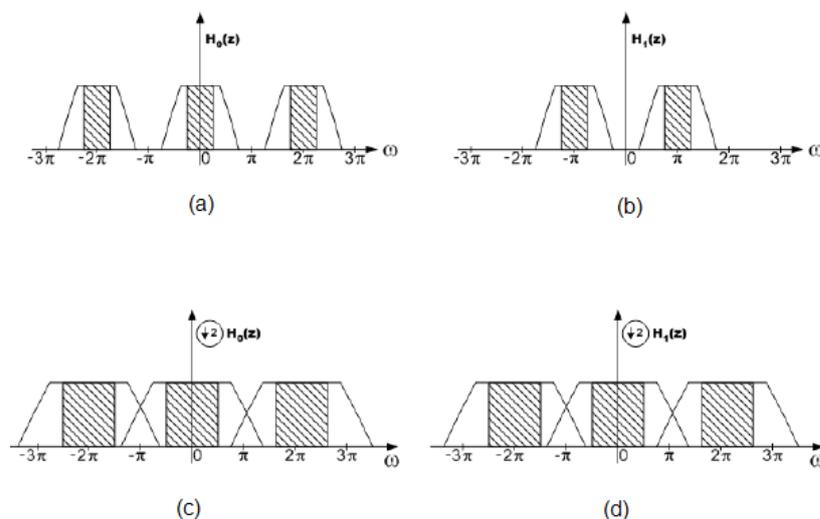 H₀(z)
-3π -2π -π 0 π 2π 3π ω
(a)
H₁(z)
-3π -2π -π 0 π 2π 3π ω
(b)
↓2 H₀(z)
-3π -2π -π 0 π 2π 3π ω
(c)
↓2 H₁(z)
-3π -2π -π 0 π 2π 3π ω
(d)